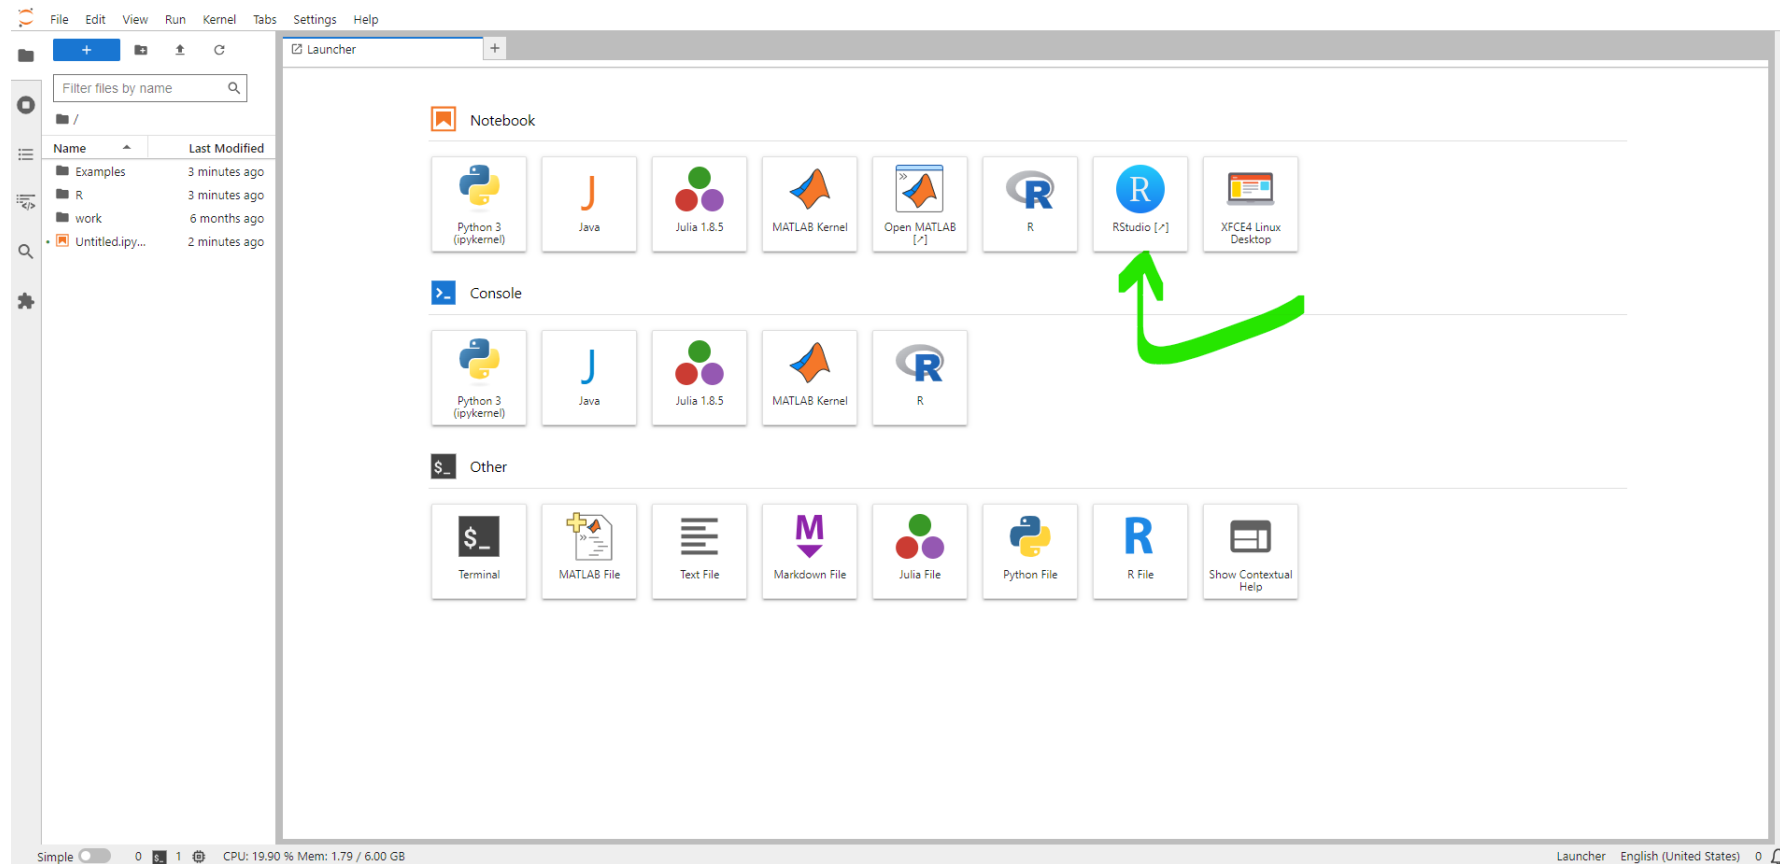 File Edit View Run Kernel Tabs Settings Help
+
Launcher
+
Filter files by name
/
Name Last Modified
Examples 3 minutes ago
R 3 minutes ago
work 6 months ago
Untitled.ipy... 2 minutes ago
Notebook
Python 3
(ipykernel)
Java
Julia 1.8.5
MATLAB Kernel
Open MATLAB
[↗]
R
RStudio [↗]
XFCE4 Linux
Desktop
Console
Python 3
(ipykernel)
Java
Julia 1.8.5
MATLAB Kernel
R
$_ Other
Terminal
MATLAB File
Text File
Markdown File
Julia File
Python File
R File
Show Contextual
Help
Simple 0 $_ 1 CPU: 19.90 % Mem: 1.79 / 6.00 GB
Launcher English (United States) 0